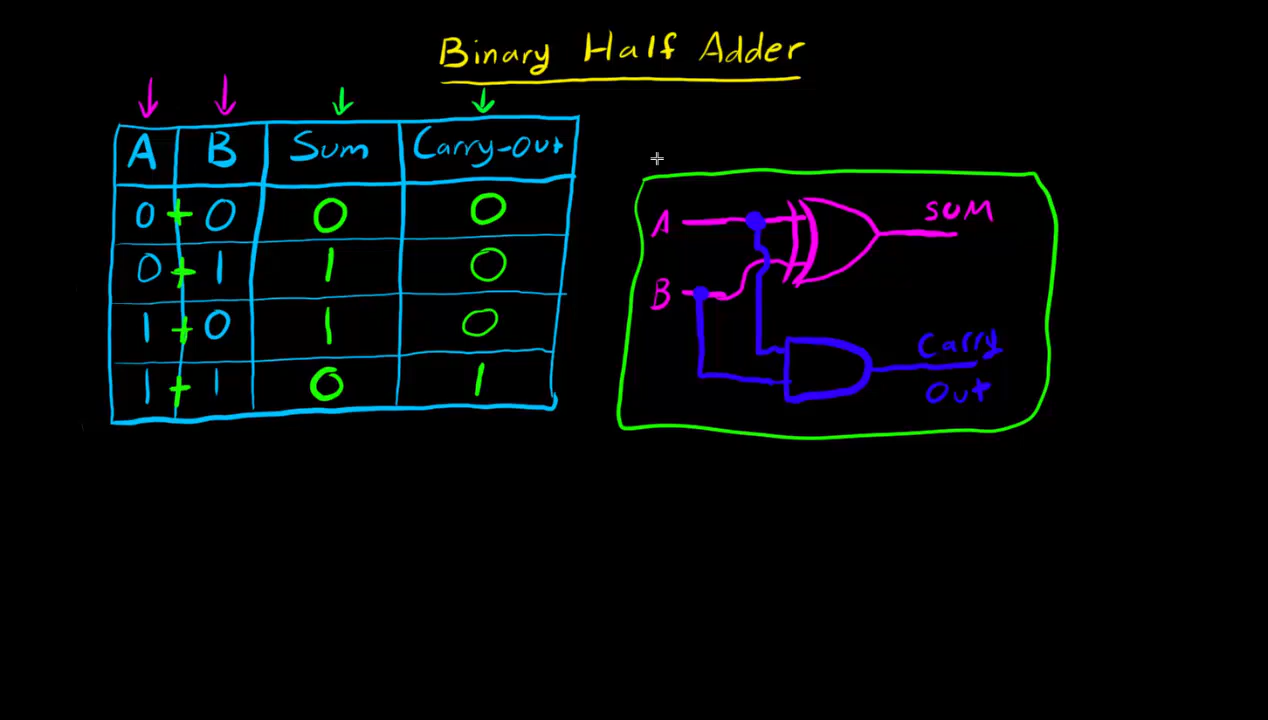 Binary Half Adder
A B Sum Carry-Out
0 + 0 0 0
0 + 1 1 0
1 + 0 1 0
1 + 1 0 1
A SUM
B
Carry
Out